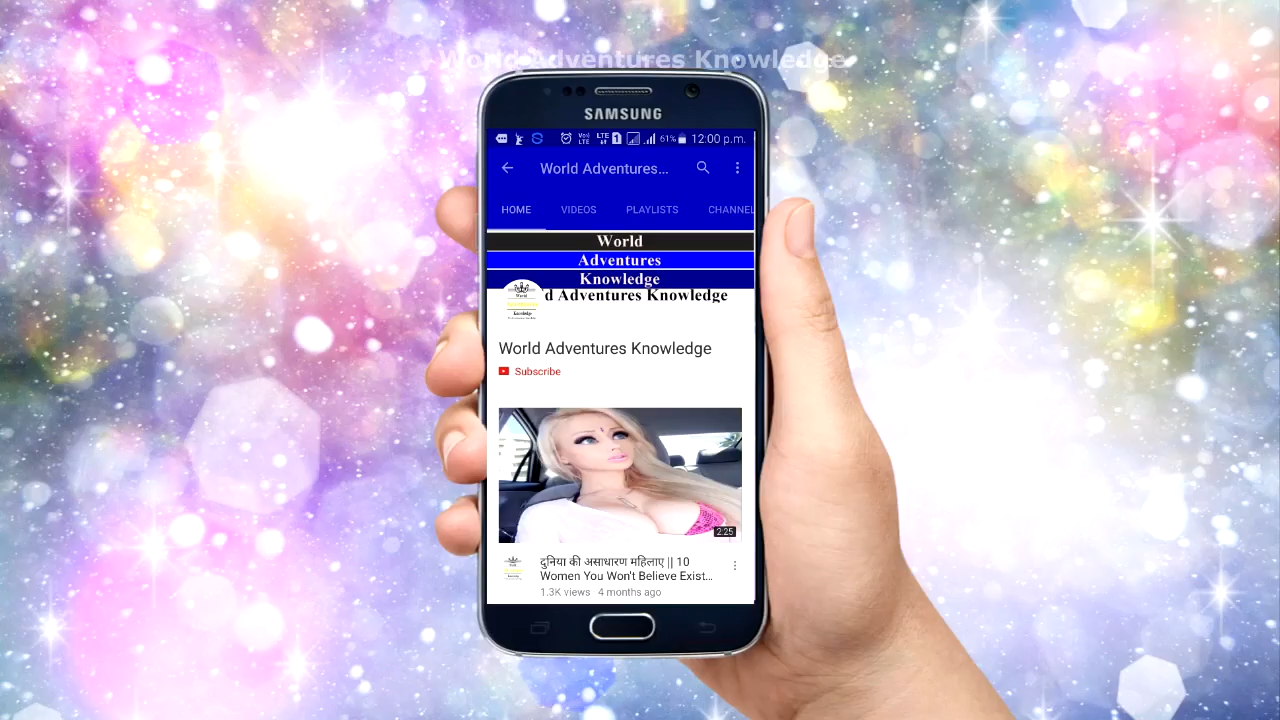 World Adventures Knowledge
SAMSUNG
61% 12:00 p.m.
World Adventures...
HOME VIDEOS PLAYLISTS CHANNEL
World
Adventures
Knowledge
d Adventures Knowledge
World Adventures Knowledge
Subscribe
2:25
दुनिया की असाधारण महिलाए || 10
Women You Won't Believe Exist...
1.3K views 4 months ago